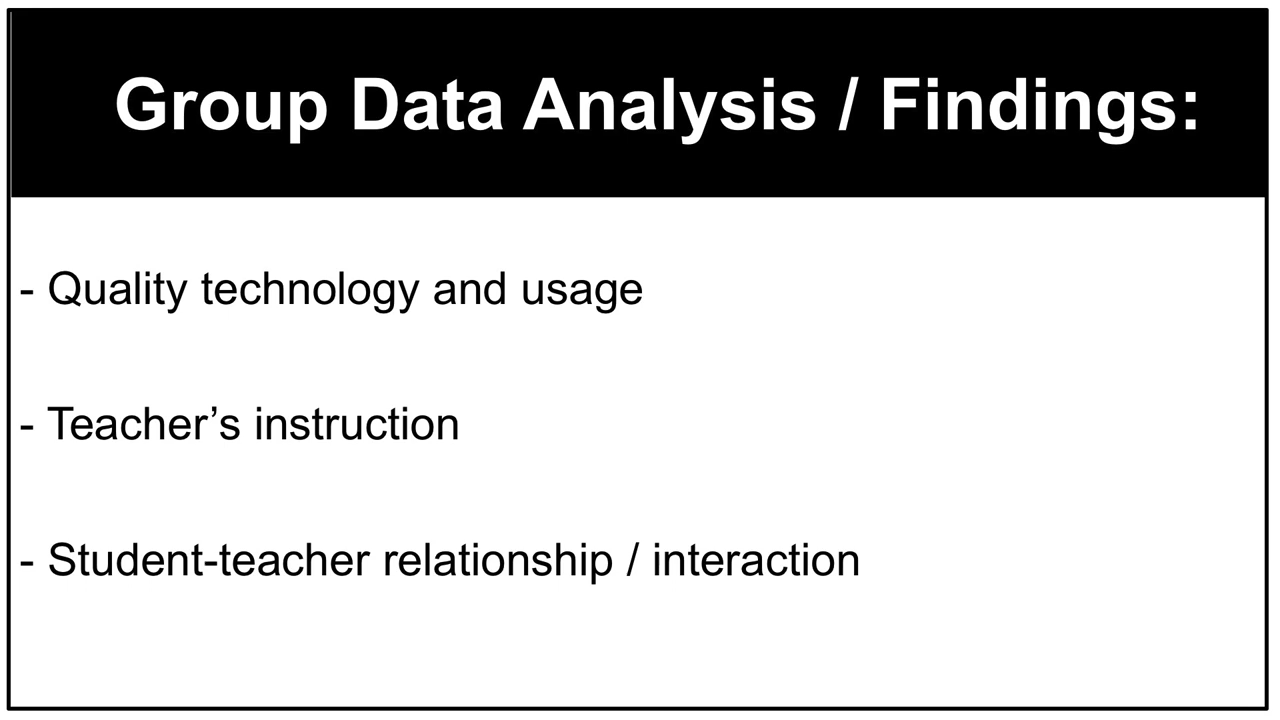 Group Data Analysis / Findings:
- Quality technology and usage
- Teacher’s instruction
- Student-teacher relationship / interaction